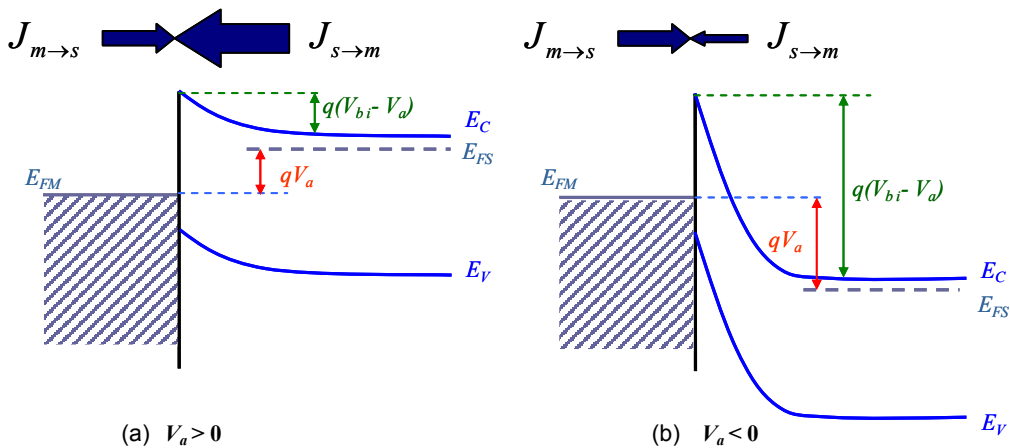 J_{m→s}
J_{s→m}
q(V_{bi}- V_a)
E_C
E_{FS}
E_{FM}
qV_a
E_V
(a) V_a > 0
J_{m→s}
J_{s→m}
E_{FM}
q(V_{bi}- V_a)
qV_a
E_C
E_{FS}
E_V
(b) V_a < 0